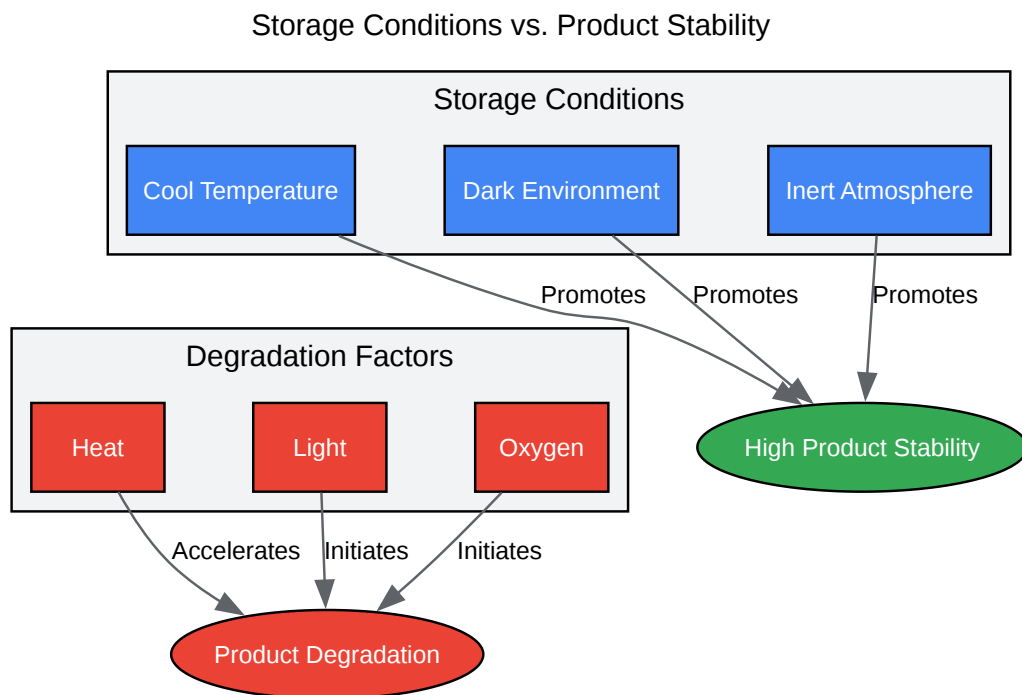 Storage Conditions vs. Product Stability
Storage Conditions
Cool Temperature
Dark Environment
Inert Atmosphere
Promotes
Promotes
Promotes
Degradation Factors
Heat
Light
Oxygen
High Product Stability
Accelerates
Initiates
Initiates
Product Degradation